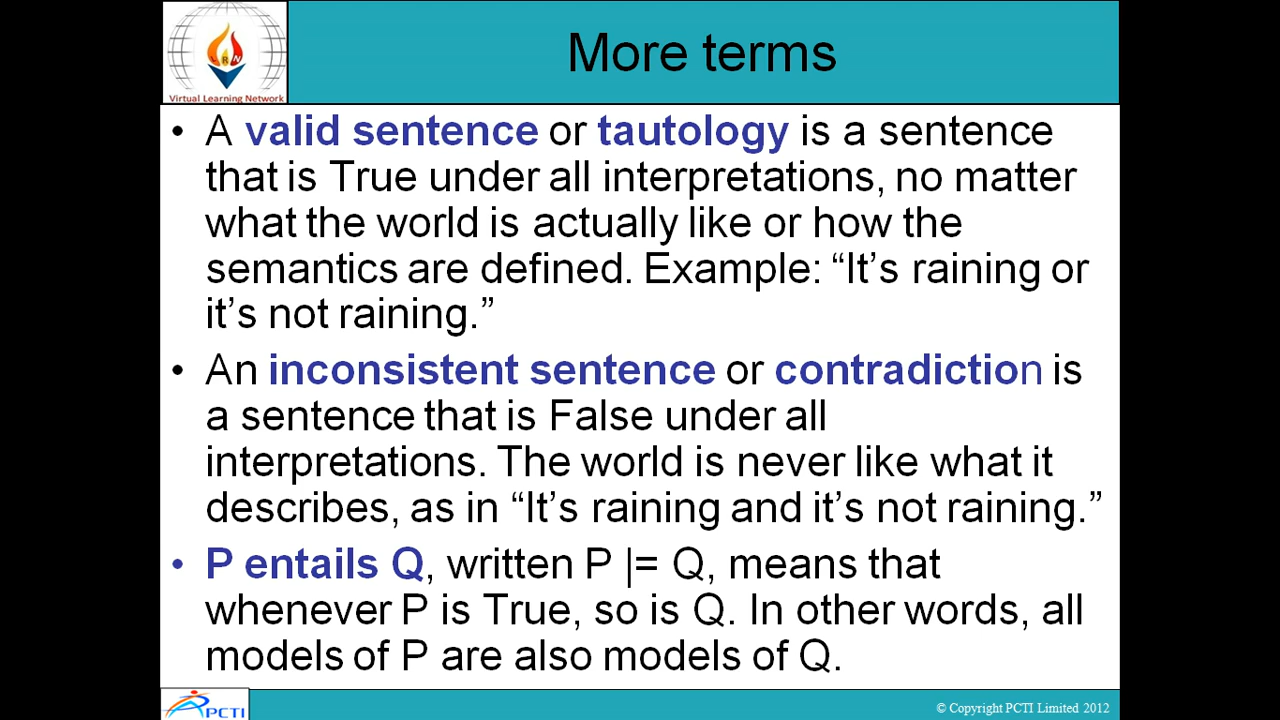 More terms
LRN
Virtual Learning Network
• A valid sentence or tautology is a sentence
that is True under all interpretations, no matter
what the world is actually like or how the
semantics are defined. Example: “It’s raining or
it’s not raining.”
• An inconsistent sentence or contradiction is
a sentence that is False under all
interpretations. The world is never like what it
describes, as in “It’s raining and it’s not raining.”
• P entails Q, written P |= Q, means that
whenever P is True, so is Q. In other words, all
models of P are also models of Q.
PCTI
© Copyright PCTI Limited 2012